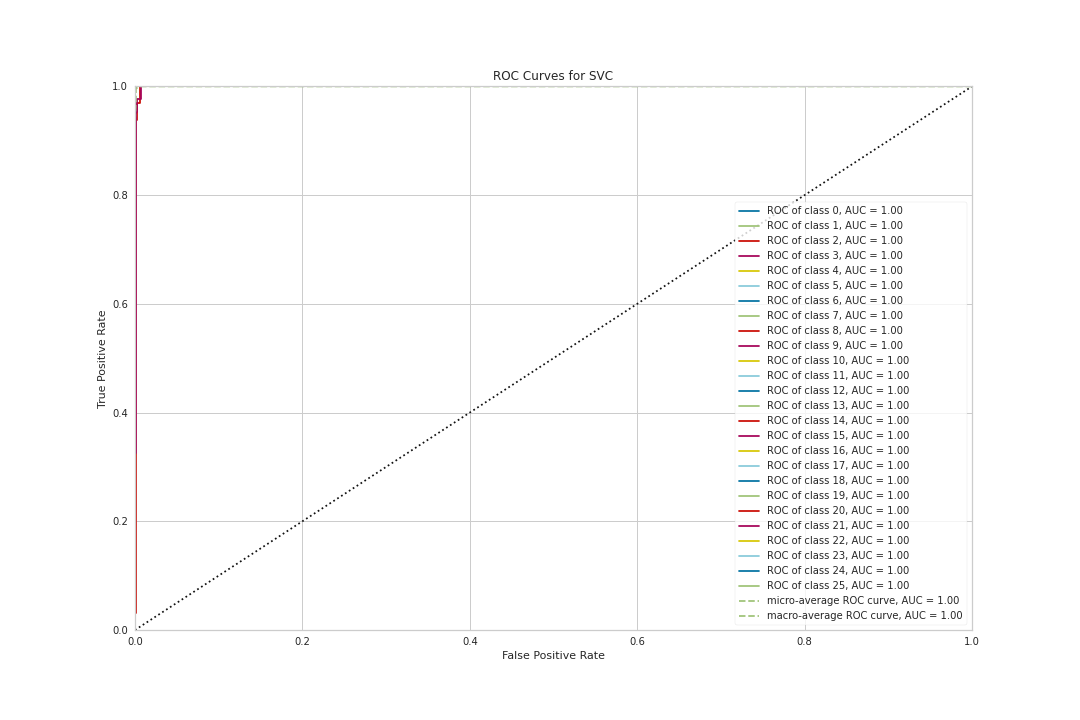 ROC Curves for SVC
1.0
0.8
0.6
0.4
0.2
0.0
True Positive Rate
ROC of class 0, AUC = 1.00
ROC of class 1, AUC = 1.00
ROC of class 2, AUC = 1.00
ROC of class 3, AUC = 1.00
ROC of class 4, AUC = 1.00
ROC of class 5, AUC = 1.00
ROC of class 6, AUC = 1.00
ROC of class 7, AUC = 1.00
ROC of class 8, AUC = 1.00
ROC of class 9, AUC = 1.00
ROC of class 10, AUC = 1.00
ROC of class 11, AUC = 1.00
ROC of class 12, AUC = 1.00
ROC of class 13, AUC = 1.00
ROC of class 14, AUC = 1.00
ROC of class 15, AUC = 1.00
ROC of class 16, AUC = 1.00
ROC of class 17, AUC = 1.00
ROC of class 18, AUC = 1.00
ROC of class 19, AUC = 1.00
ROC of class 20, AUC = 1.00
ROC of class 21, AUC = 1.00
ROC of class 22, AUC = 1.00
ROC of class 23, AUC = 1.00
ROC of class 24, AUC = 1.00
ROC of class 25, AUC = 1.00
micro-average ROC curve, AUC = 1.00
macro-average ROC curve, AUC = 1.00
0.0 0.2 0.4 0.6 0.8 1.0
False Positive Rate